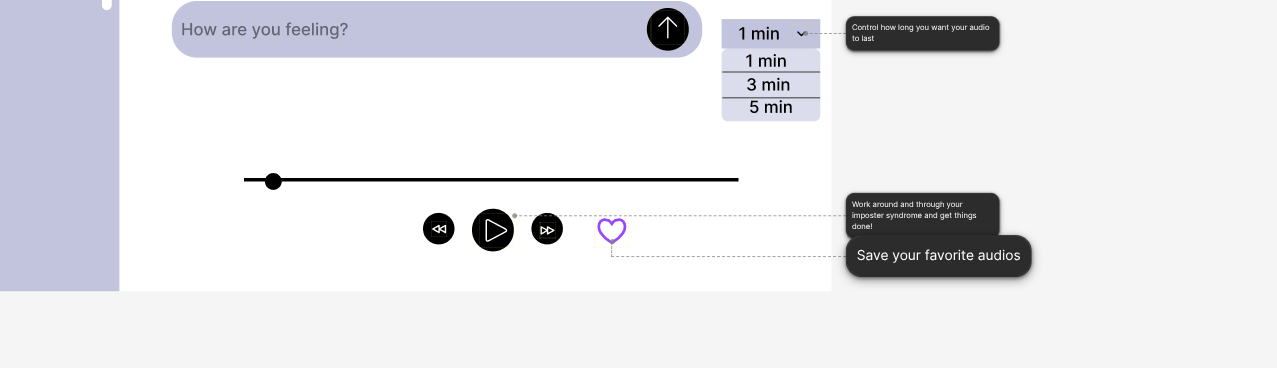 How are you feeling?
1 min
1 min
3 min
5 min
Control how long you want your audio
to last
Work around and through your
imposter syndrome and get things
done!
Save your favorite audios